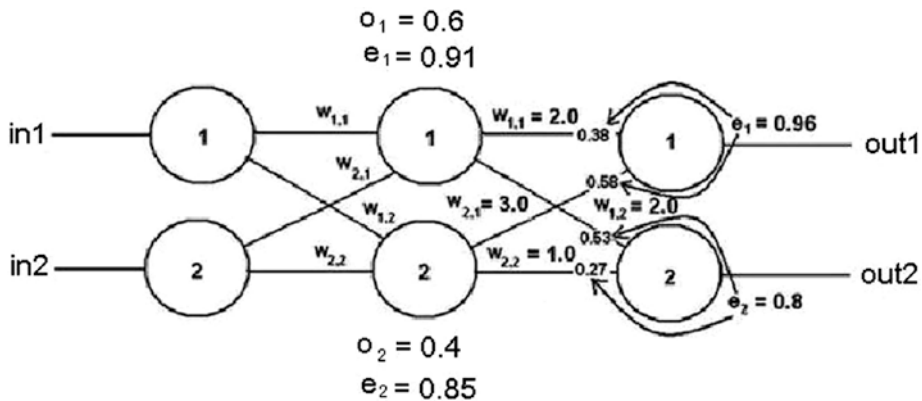 o1 = 0.6
e1 = 0.91
in1
1
w1,1
1
w1,1 = 2.0
0.38
1
e1 = 0.96
out1
w2,1
w1,2
w2,1 = 3.0
0.58
w1,2 = 2.0
0.53
in2
2
w2,2
2
w2,2 = 1.0
0.27
2
e2 = 0.8
out2
o2 = 0.4
e2 = 0.85